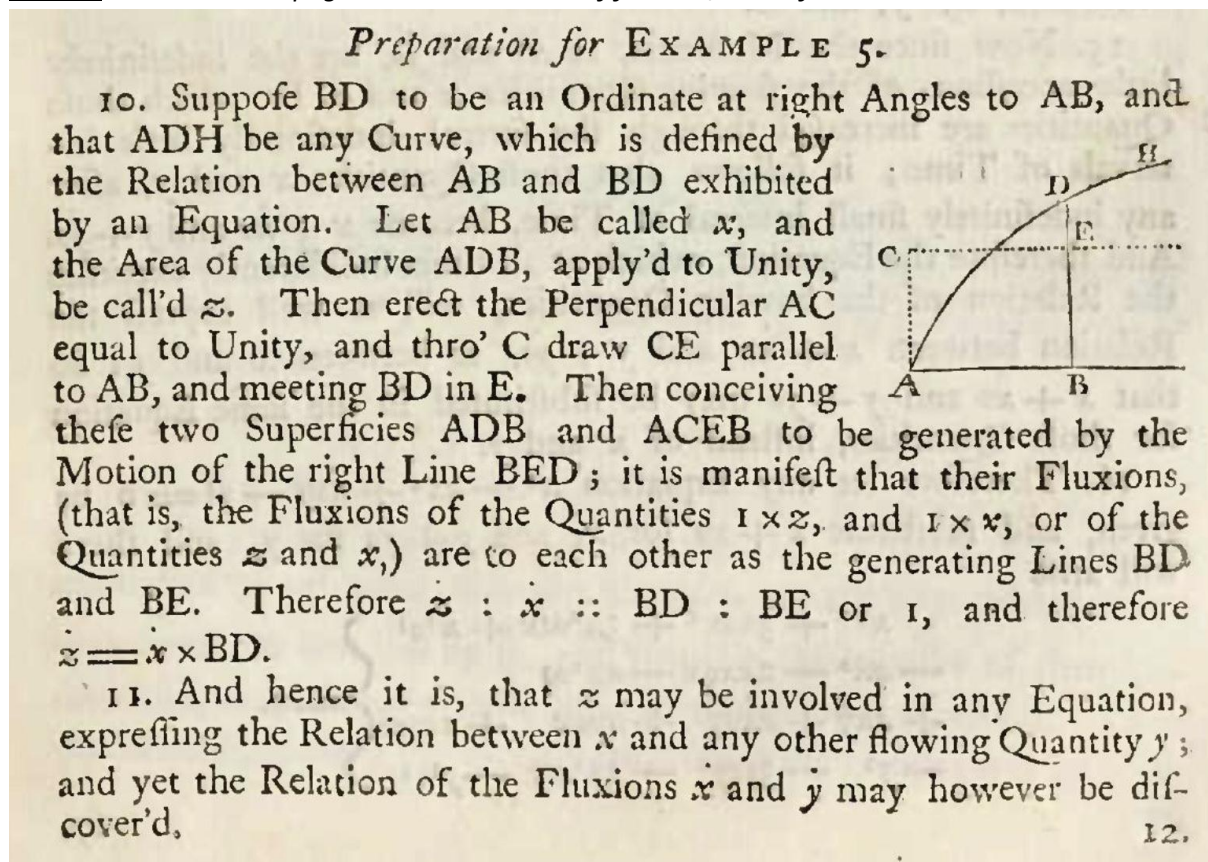 Preparation for EXAMPLE 5.
10. Suppoſe BD to be an Ordinate at right Angles to AB, and
that ADH be any Curve, which is defined by
the Relation between AB and BD exhibited
by an Equation. Let AB be called x, and
the Area of the Curve ADB, apply'd to Unity,
be call'd z. Then erect the Perpendicular AC
equal to Unity, and thro' C draw CE parallel
to AB, and meeting BD in E. Then conceiving
theſe two Superficies ADB and ACEB to be generated by the
Motion of the right Line BED; it is manifeſt that their Fluxions,
(that is, the Fluxions of the Quantities 1 × z, and 1 × x, or of the
Quantities z and x,) are to each other as the generating Lines BD
and BE. Therefore ż : ẋ :: BD : BE or 1, and therefore
ż = ẋ × BD.
11. And hence it is, that z may be involved in any Equation,
expreſſing the Relation between x and any other flowing Quantity y;
and yet the Relation of the Fluxions ẋ and ẏ may however be diſ-
cover'd,
12.
H
D
E
C
A
B